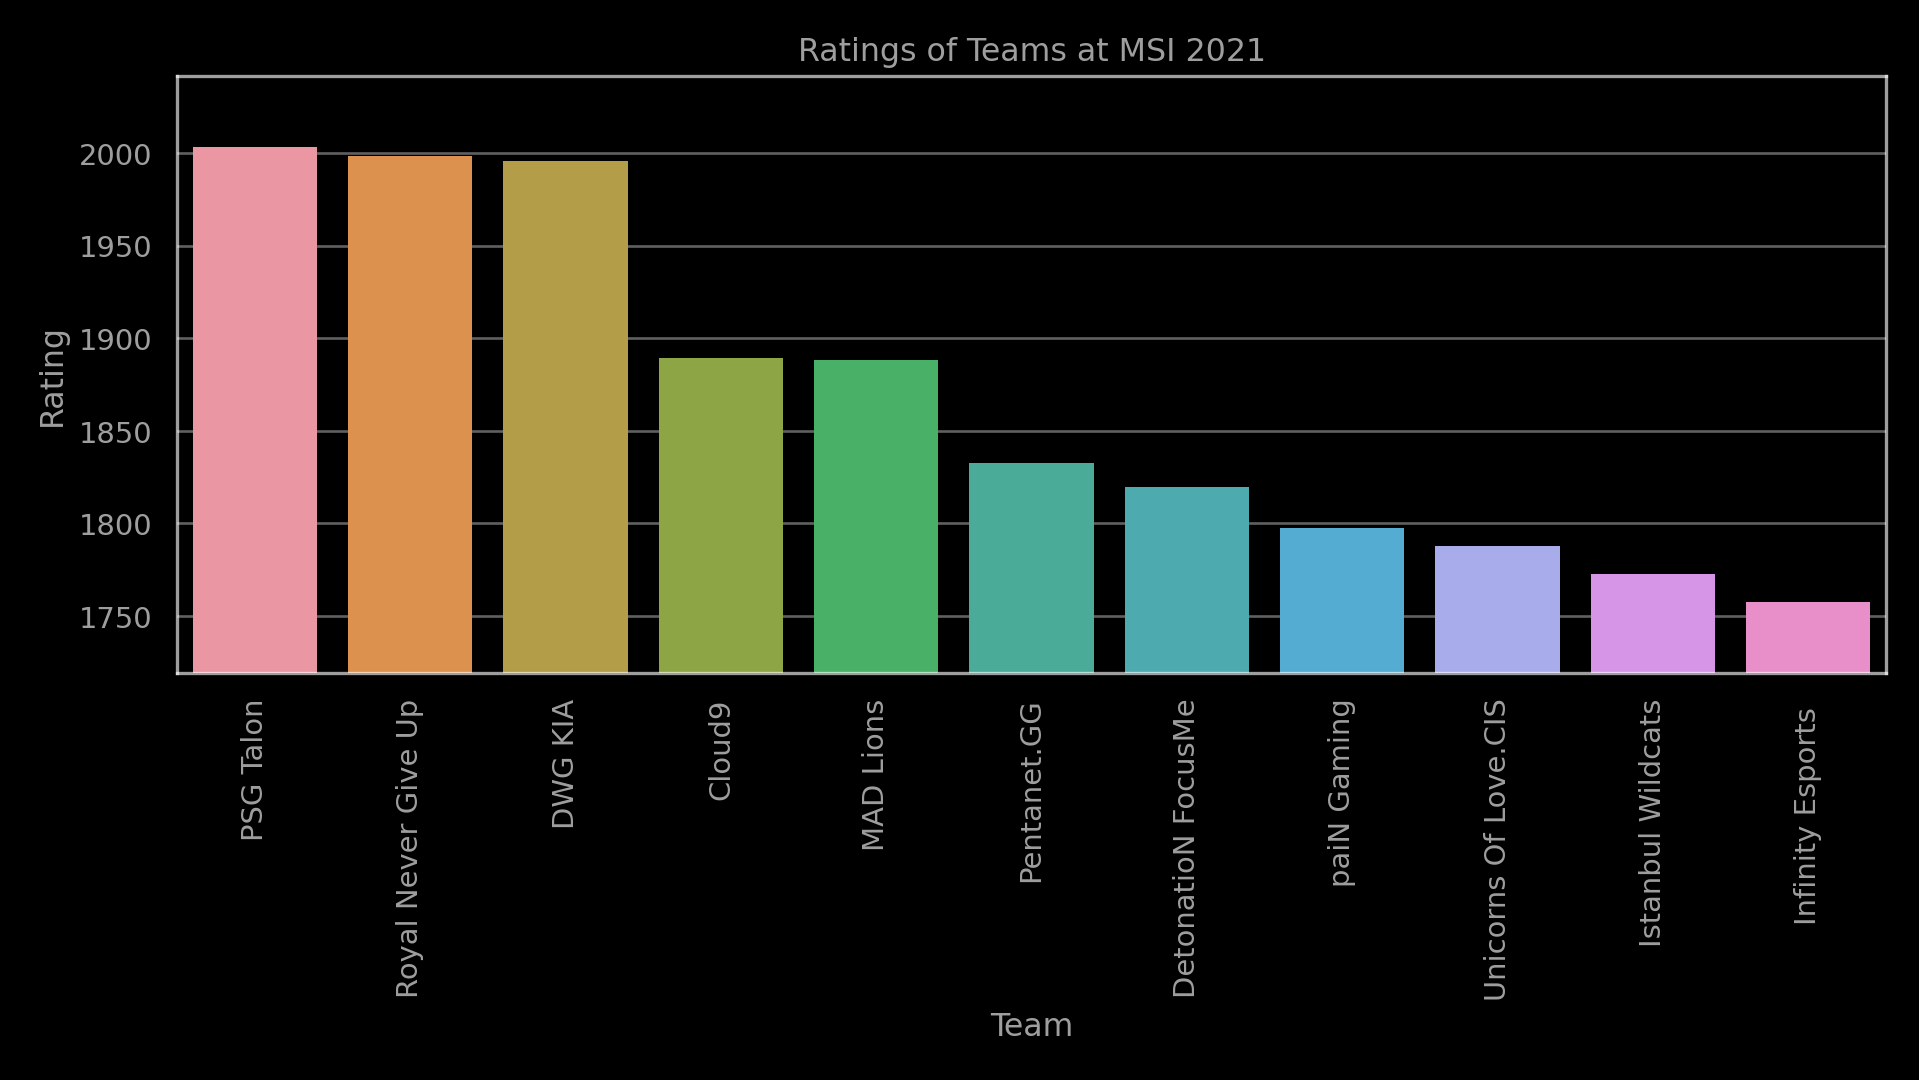 Ratings of Teams at MSI 2021
Rating
2000
1950
1900
1850
1800
1750
PSG Talon
Royal Never Give Up
DWG KIA
Cloud9
MAD Lions
Pentanet.GG
DetonatioN FocusMe
paiN Gaming
Unicorns Of Love.CIS
Istanbul Wildcats
Infinity Esports
Team